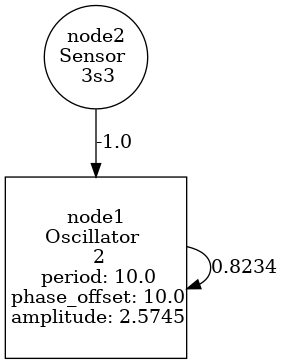 node2
Sensor
3s3
-1.0
node1
Oscillator
2
period: 10.0
phase_offset: 10.0
amplitude: 2.5745
0.8234